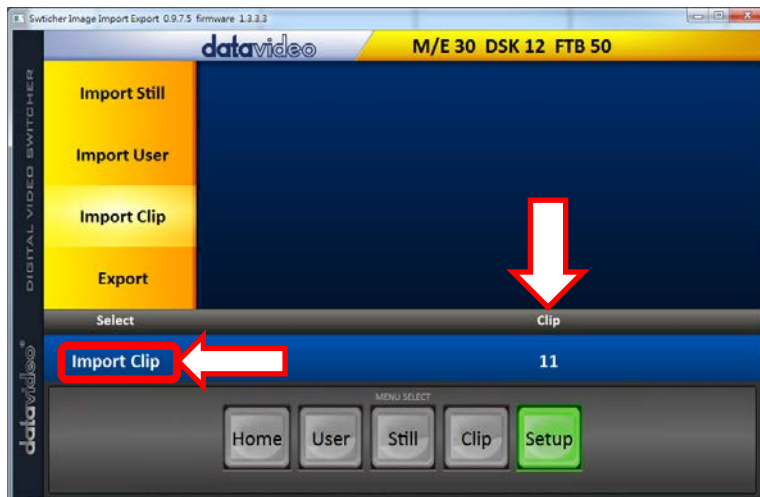 Swticher Image Import Export 0.9.7.5 firmware 1.3.3.3
datavideo
M/E 30 DSK 12 FTB 50
DIGITAL VIDEO SWITCHER
Import Still
Import User
Import Clip
Export
Select Clip
Import Clip 11
datavideo
MENU SELECT
Home User Still Clip Setup